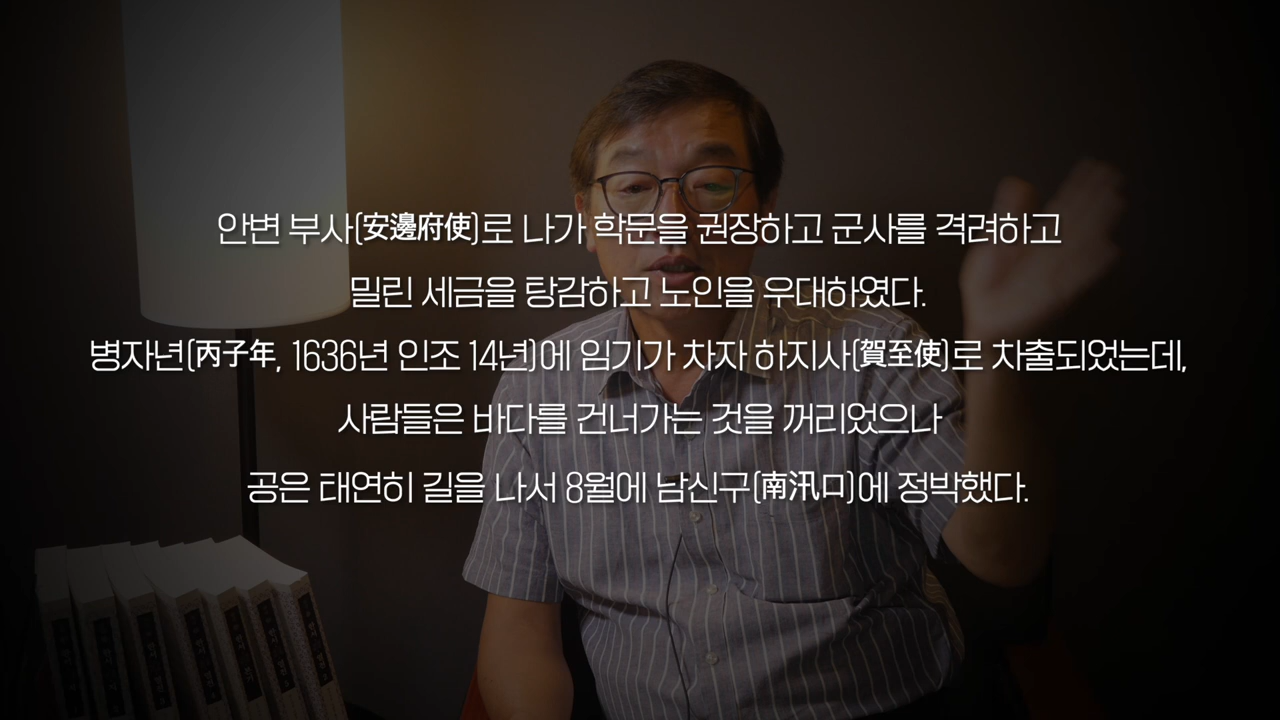 안변 부사(安邊府使)로 나가 학문을 권장하고 군사를 격려하고
밀린 세금을 탕감하고 노인을 우대하였다.
병자년(丙子年, 1636년 인조 14년)에 임기가 차자 하지사(賀至使)로 차출되었는데,
사람들은 바다를 건너가는 것을 꺼리었으나
공은 태연히 길을 나서 8월에 남신구(南汛口)에 정박했다.